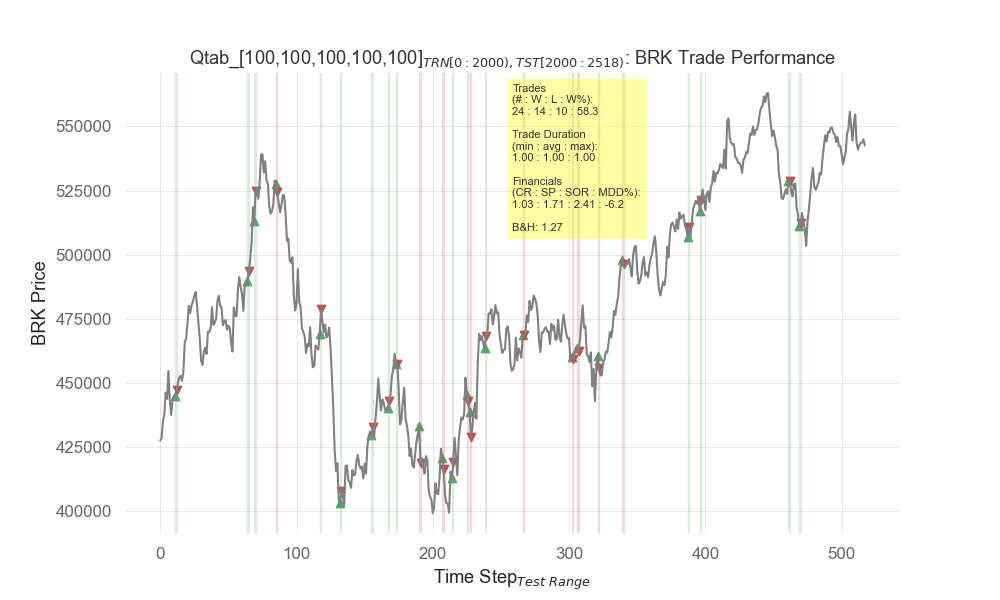 Qtab_[100,100,100,100,100]TRN[0:2000),TST[2000:2518): BRK Trade Performance
Trades
(# : W : L : W%):
24 : 14 : 10 : 58.3
Trade Duration
(min : avg : max):
1.00 : 1.00 : 1.00
Financials
(CR : SP : SOR : MDD%):
1.03 : 1.71 : 2.41 : -6.2
B&H: 1.27
BRK Price
550000
525000
500000
475000
450000
425000
400000
0 100 200 300 400 500
Time StepTest Range